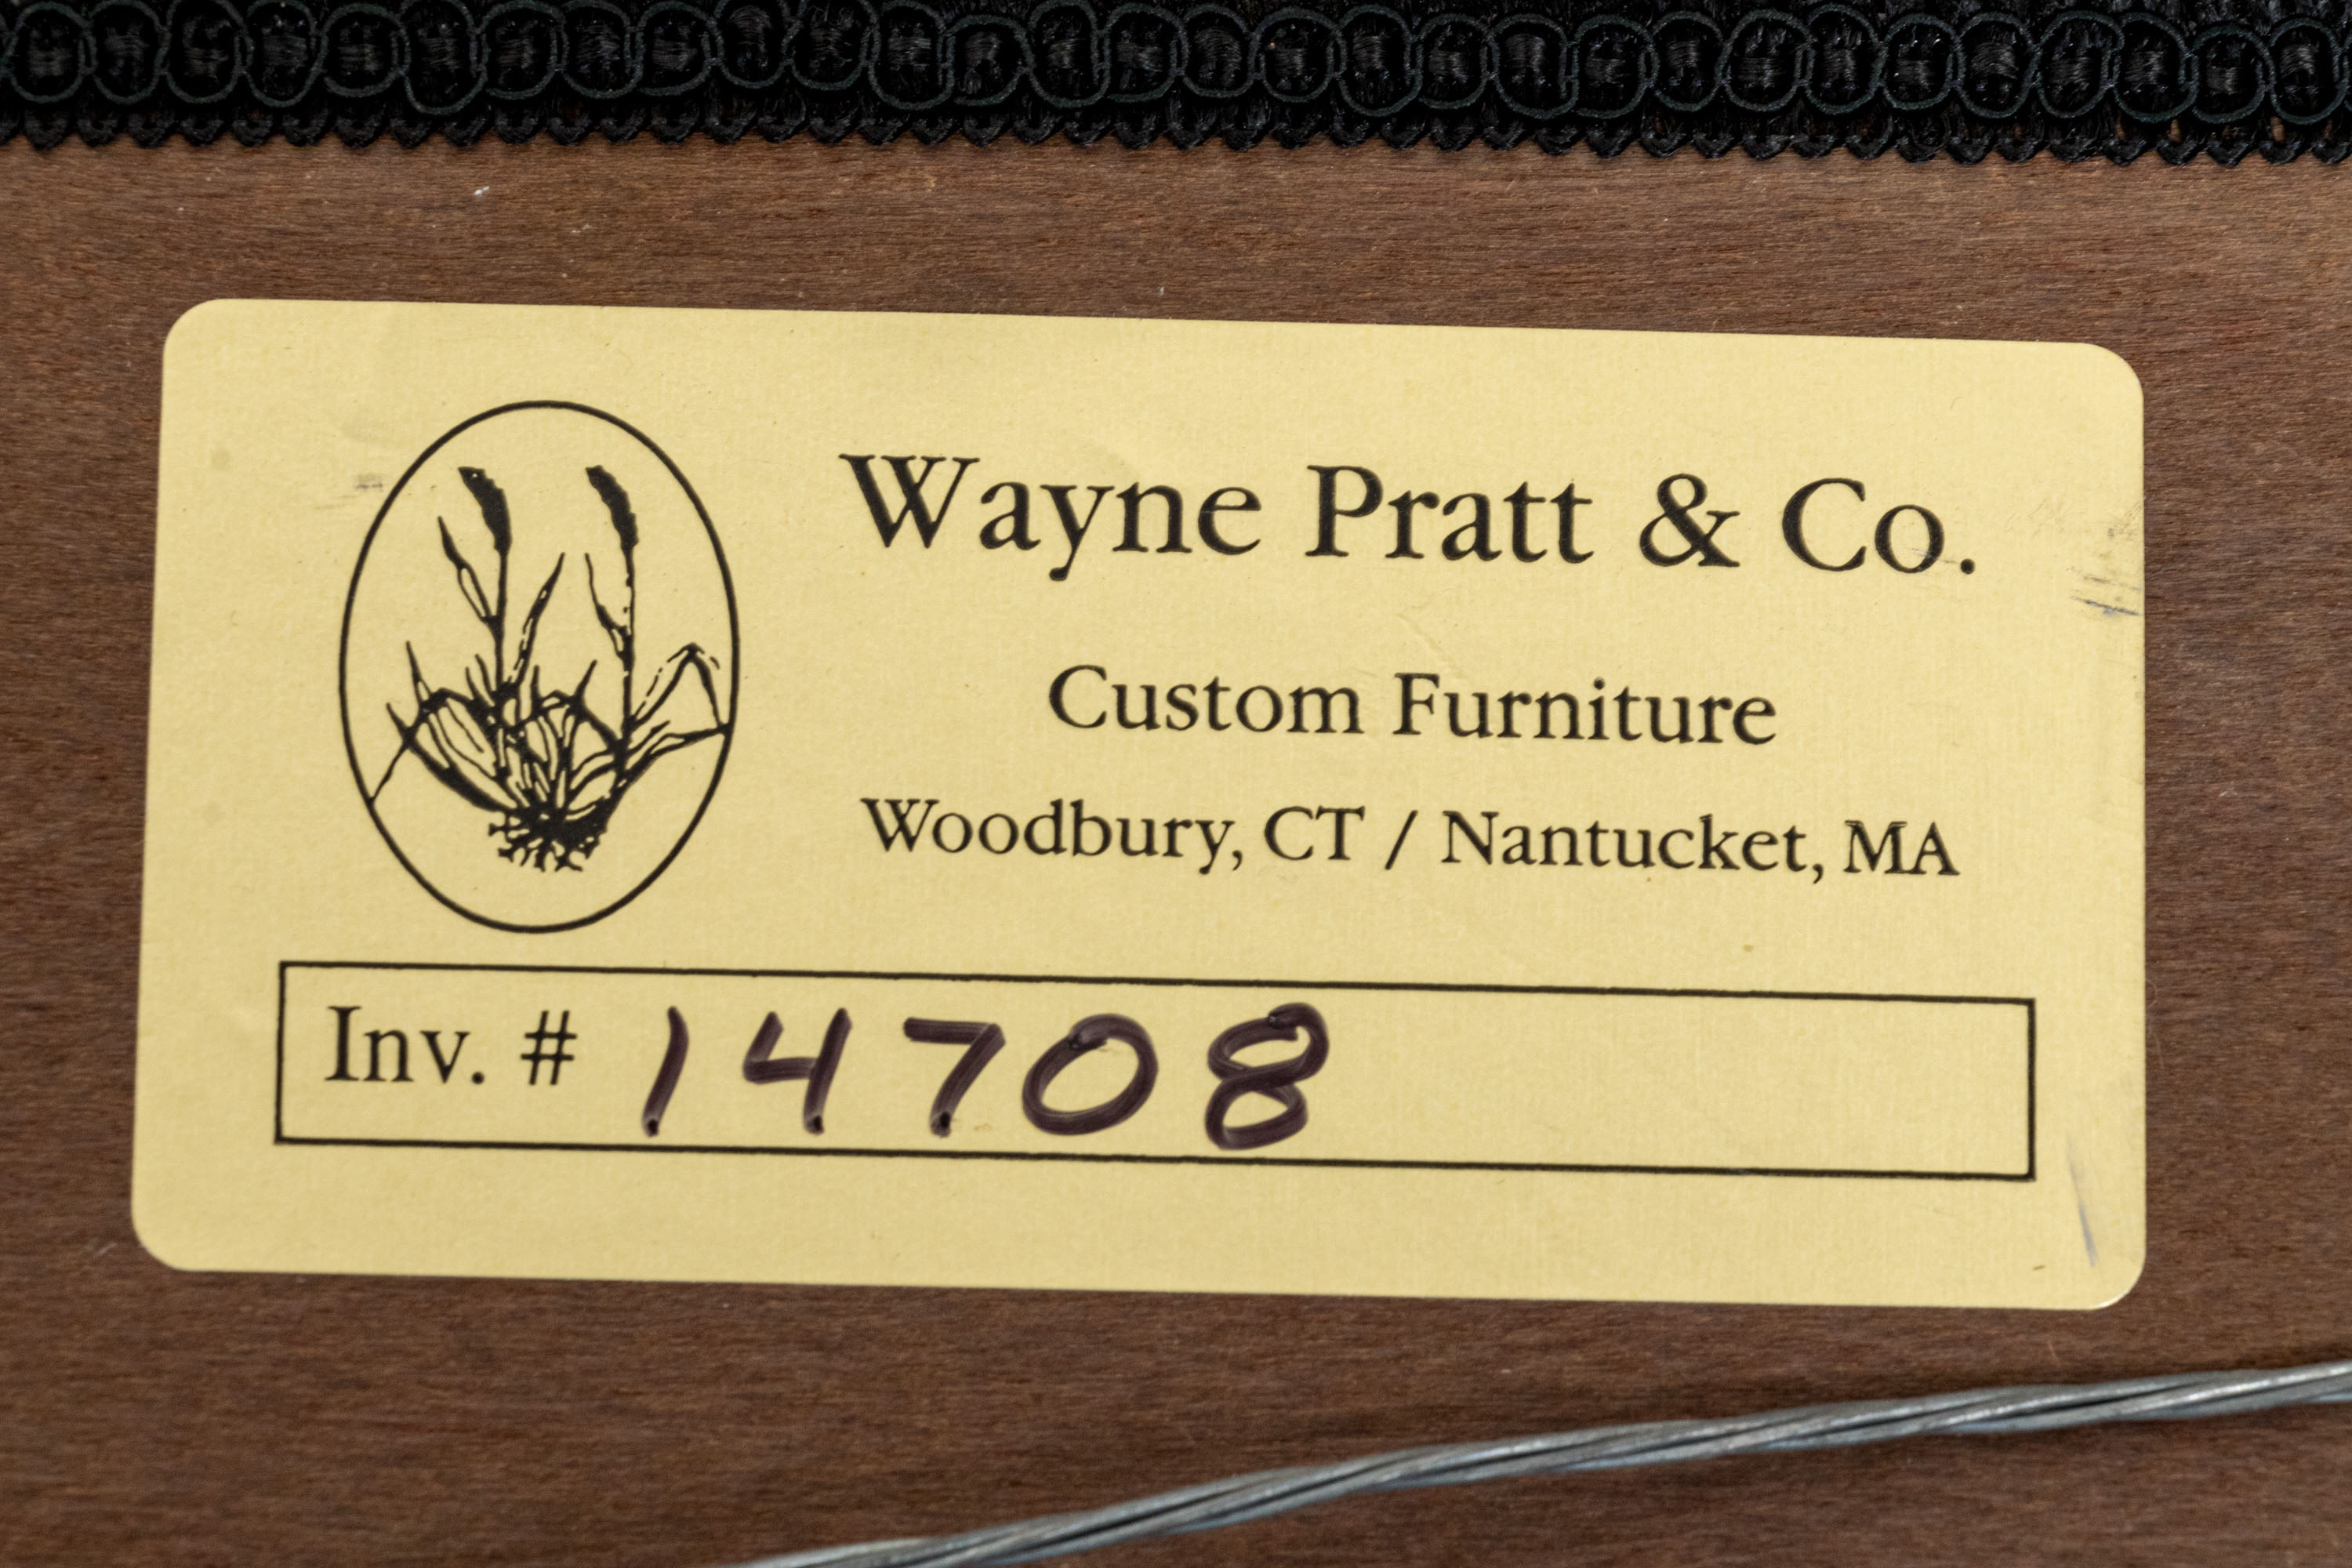 Wayne Pratt & Co.
Custom Furniture
Woodbury, CT / Nantucket, MA
Inv. # 14708